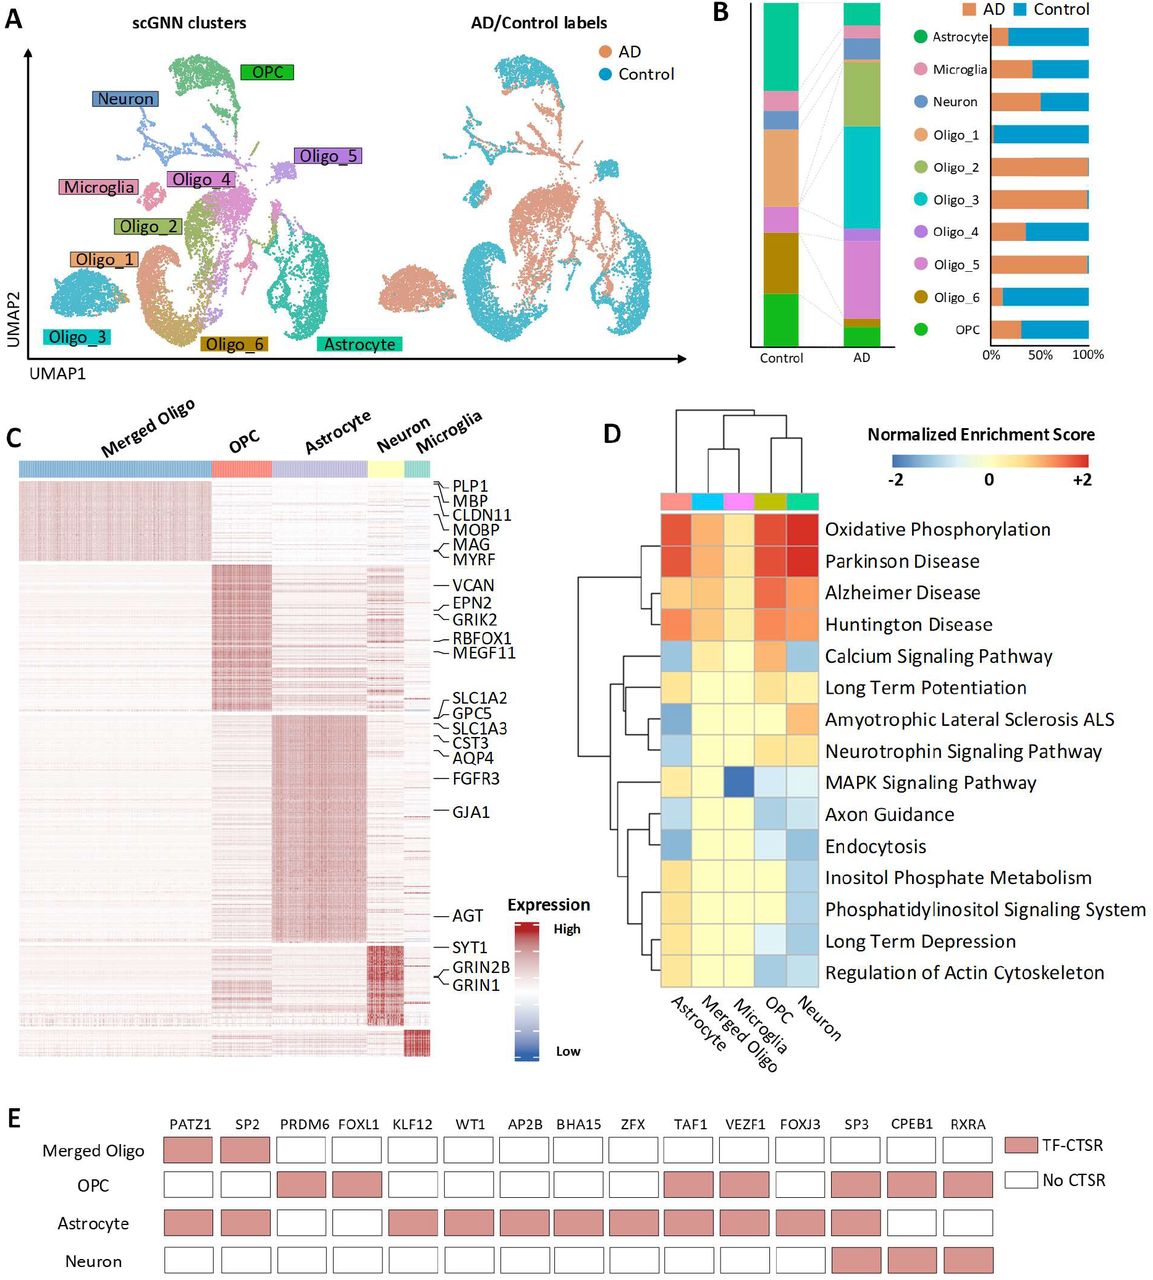 A
scGNN clusters
AD/Control labels
AD
Control
OPC
Neuron
Oligo_5
Microglia
Oligo_4
Oligo_2
Oligo_1
Oligo_3
Oligo_6
Astrocyte
UMAP2
UMAP1
B
AD Control
Astrocyte
Microglia
Neuron
Oligo_1
Oligo_2
Oligo_3
Oligo_4
Oligo_5
Oligo_6
OPC
Control AD
0% 50% 100%
C
Merged Oligo OPC Astrocyte Neuron Microglia
PLP1
MBP
CLDN11
MOBP
MAG
MYRF
VCAN
EPN2
GRIK2
RBFOX1
MEGF11
SLC1A2
GPC5
SLC1A3
CST3
AQP4
FGFR3
GJA1
AGT
SYT1
GRIN2B
GRIN1
Expression
High
Low
D
Normalized Enrichment Score
-2 0 +2
Oxidative Phosphorylation
Parkinson Disease
Alzheimer Disease
Huntington Disease
Calcium Signaling Pathway
Long Term Potentiation
Amyotrophic Lateral Sclerosis ALS
Neurotrophin Signaling Pathway
MAPK Signaling Pathway
Axon Guidance
Endocytosis
Inositol Phosphate Metabolism
Phosphatidylinositol Signaling System
Long Term Depression
Regulation of Actin Cytoskeleton
Astrocyte
Merged Oligo
Microglia
OPC
Neuron
E
PATZ1 SP2 PRDM6 FOXL1 KLF12 WT1 AP2B BHA15 ZFX TAF1 VEZF1 FOXJ3 SP3 CPEB1 RXRA
Merged Oligo
OPC
Astrocyte
Neuron
TF-CTSR
No CTSR